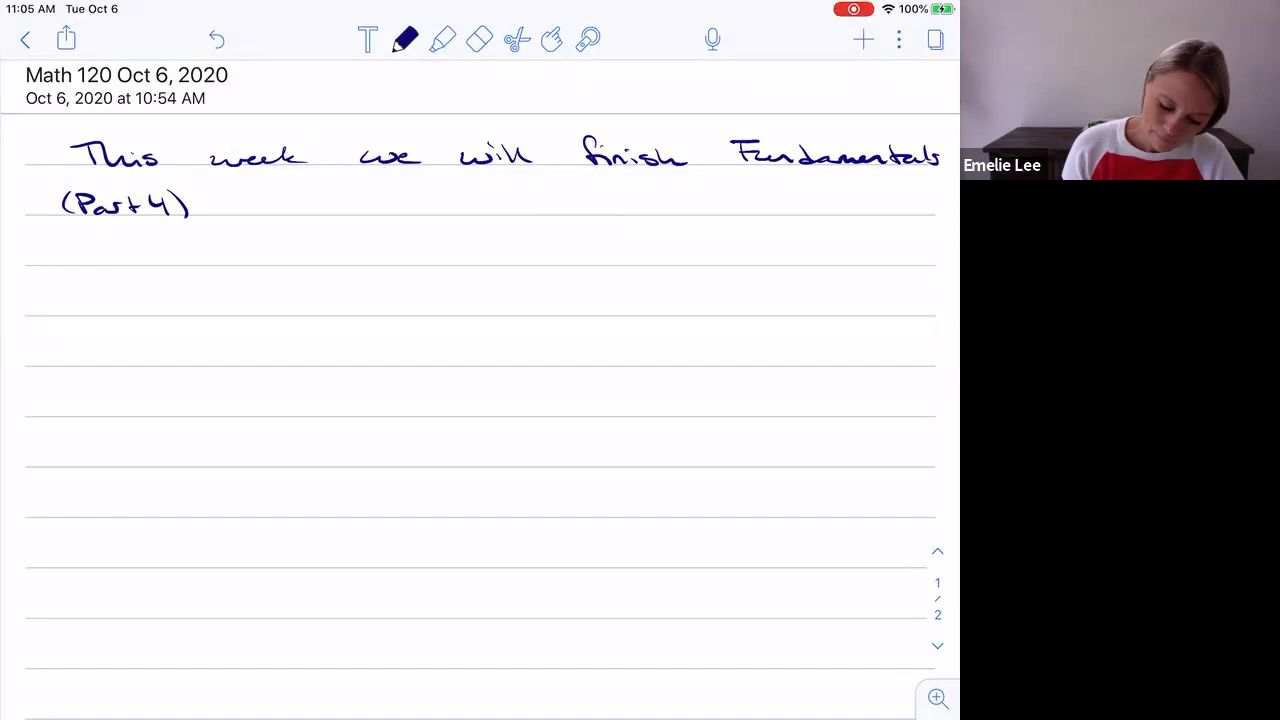 11:05 AM Tue Oct 6 100%
T
Math 120 Oct 6, 2020
Oct 6, 2020 at 10:54 AM
This week we will finish Fundamentals
(Part 4)
Emelie Lee
1
/
2